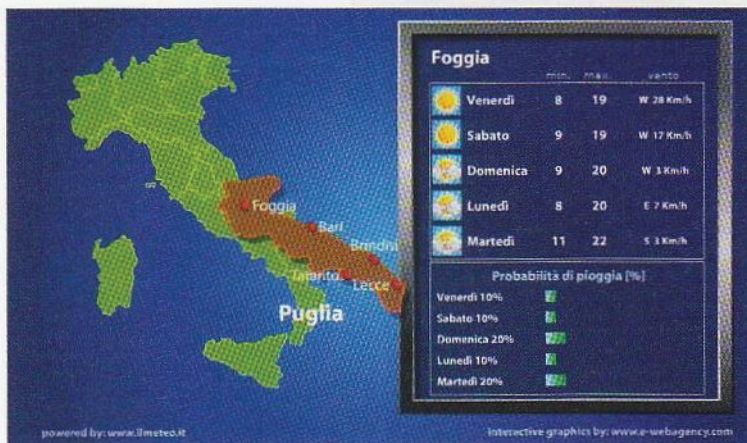 Foggia
min. max. vento
Venerdì 8 19 W 28 Km/h
Sabato 9 19 W 17 Km/h
Domenica 9 20 W 3 Km/h
Lunedì 8 20 E 7 Km/h
Martedì 11 22 S 3 Km/h
Probabilità di pioggia [%]
Venerdì 10%
Sabato 10%
Domenica 20%
Lunedì 10%
Martedì 20%
Foggia
Bari
Brindisi
Taranto
Lecce
Puglia
powered by: www.ilmeteo.it
interactive graphics by: www.e-webagency.com